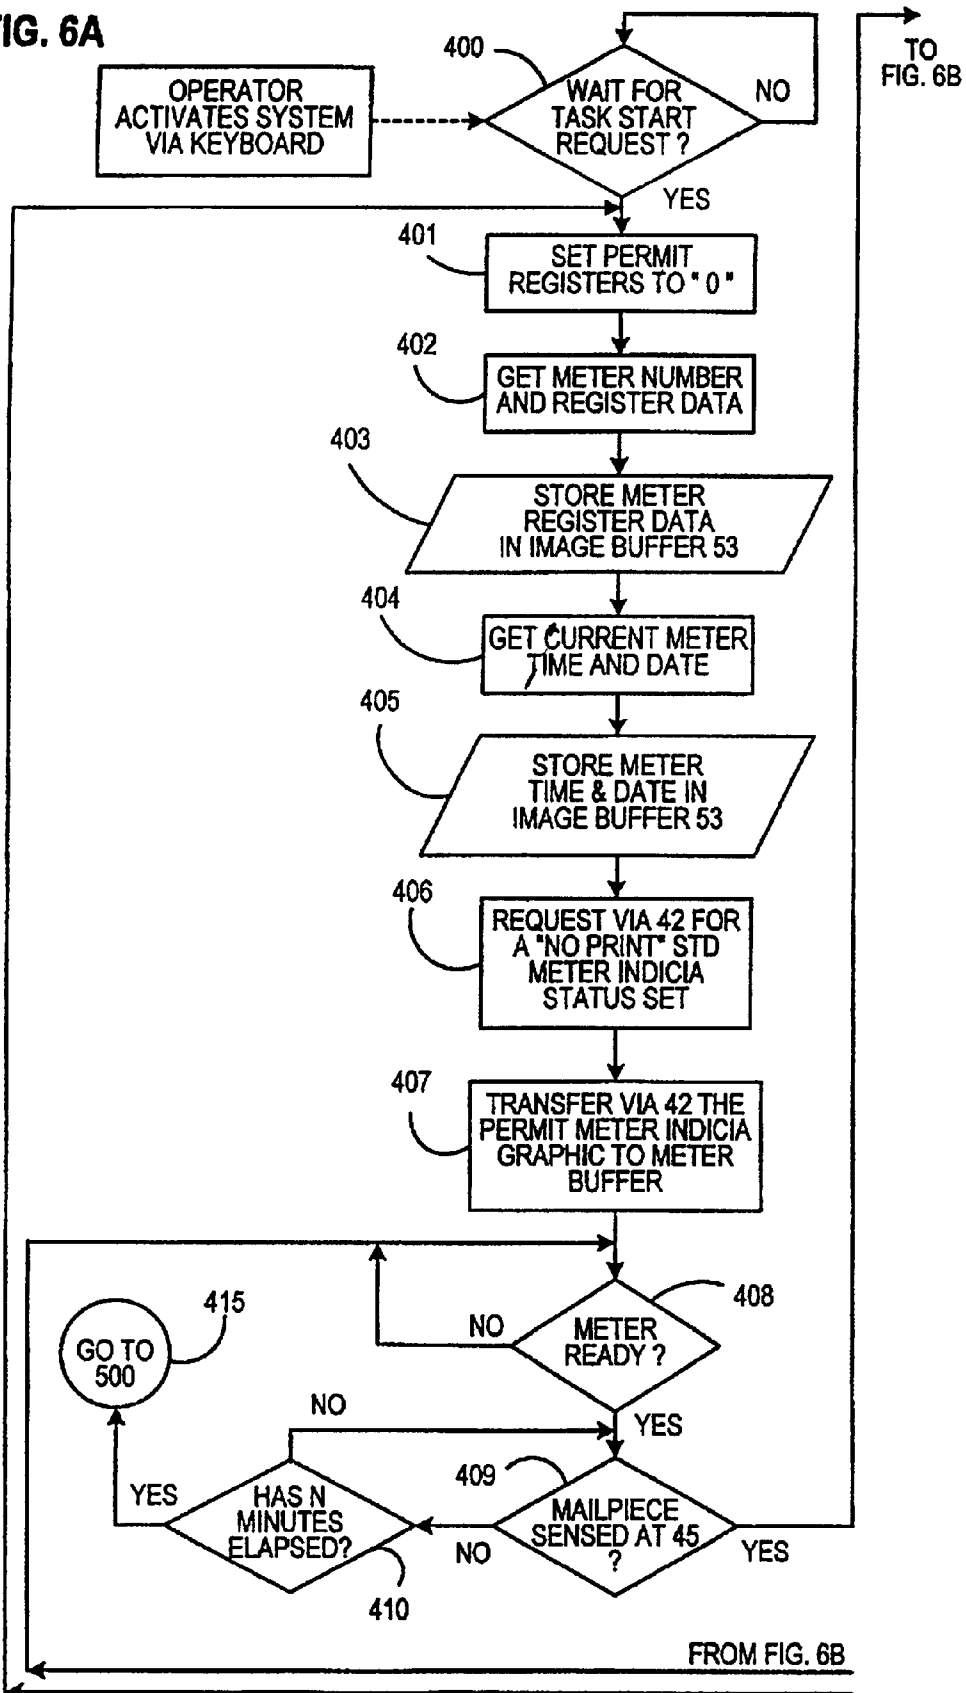 FIG. 6A
TO
FIG. 6B
400
OPERATOR
ACTIVATES SYSTEM
VIA KEYBOARD
WAIT FOR
TASK START
REQUEST ?
NO
YES
401
SET PERMIT
REGISTERS TO " 0 "
402
GET METER NUMBER
AND REGISTER DATA
403
STORE METER
REGISTER DATA
IN IMAGE BUFFER 53
404
GET CURRENT METER
TIME AND DATE
405
STORE METER
TIME & DATE IN
IMAGE BUFFER 53
406
REQUEST VIA 42 FOR
A "NO PRINT" STD
METER INDICIA
STATUS SET
407
TRANSFER VIA 42 THE
PERMIT METER INDICIA
GRAPHIC TO METER
BUFFER
408
METER
READY ?
NO
YES
415
GO TO
500
NO
YES
HAS N
MINUTES
ELAPSED?
410
409
MAILPIECE
SENSED AT 45
?
NO
YES
FROM FIG. 6B